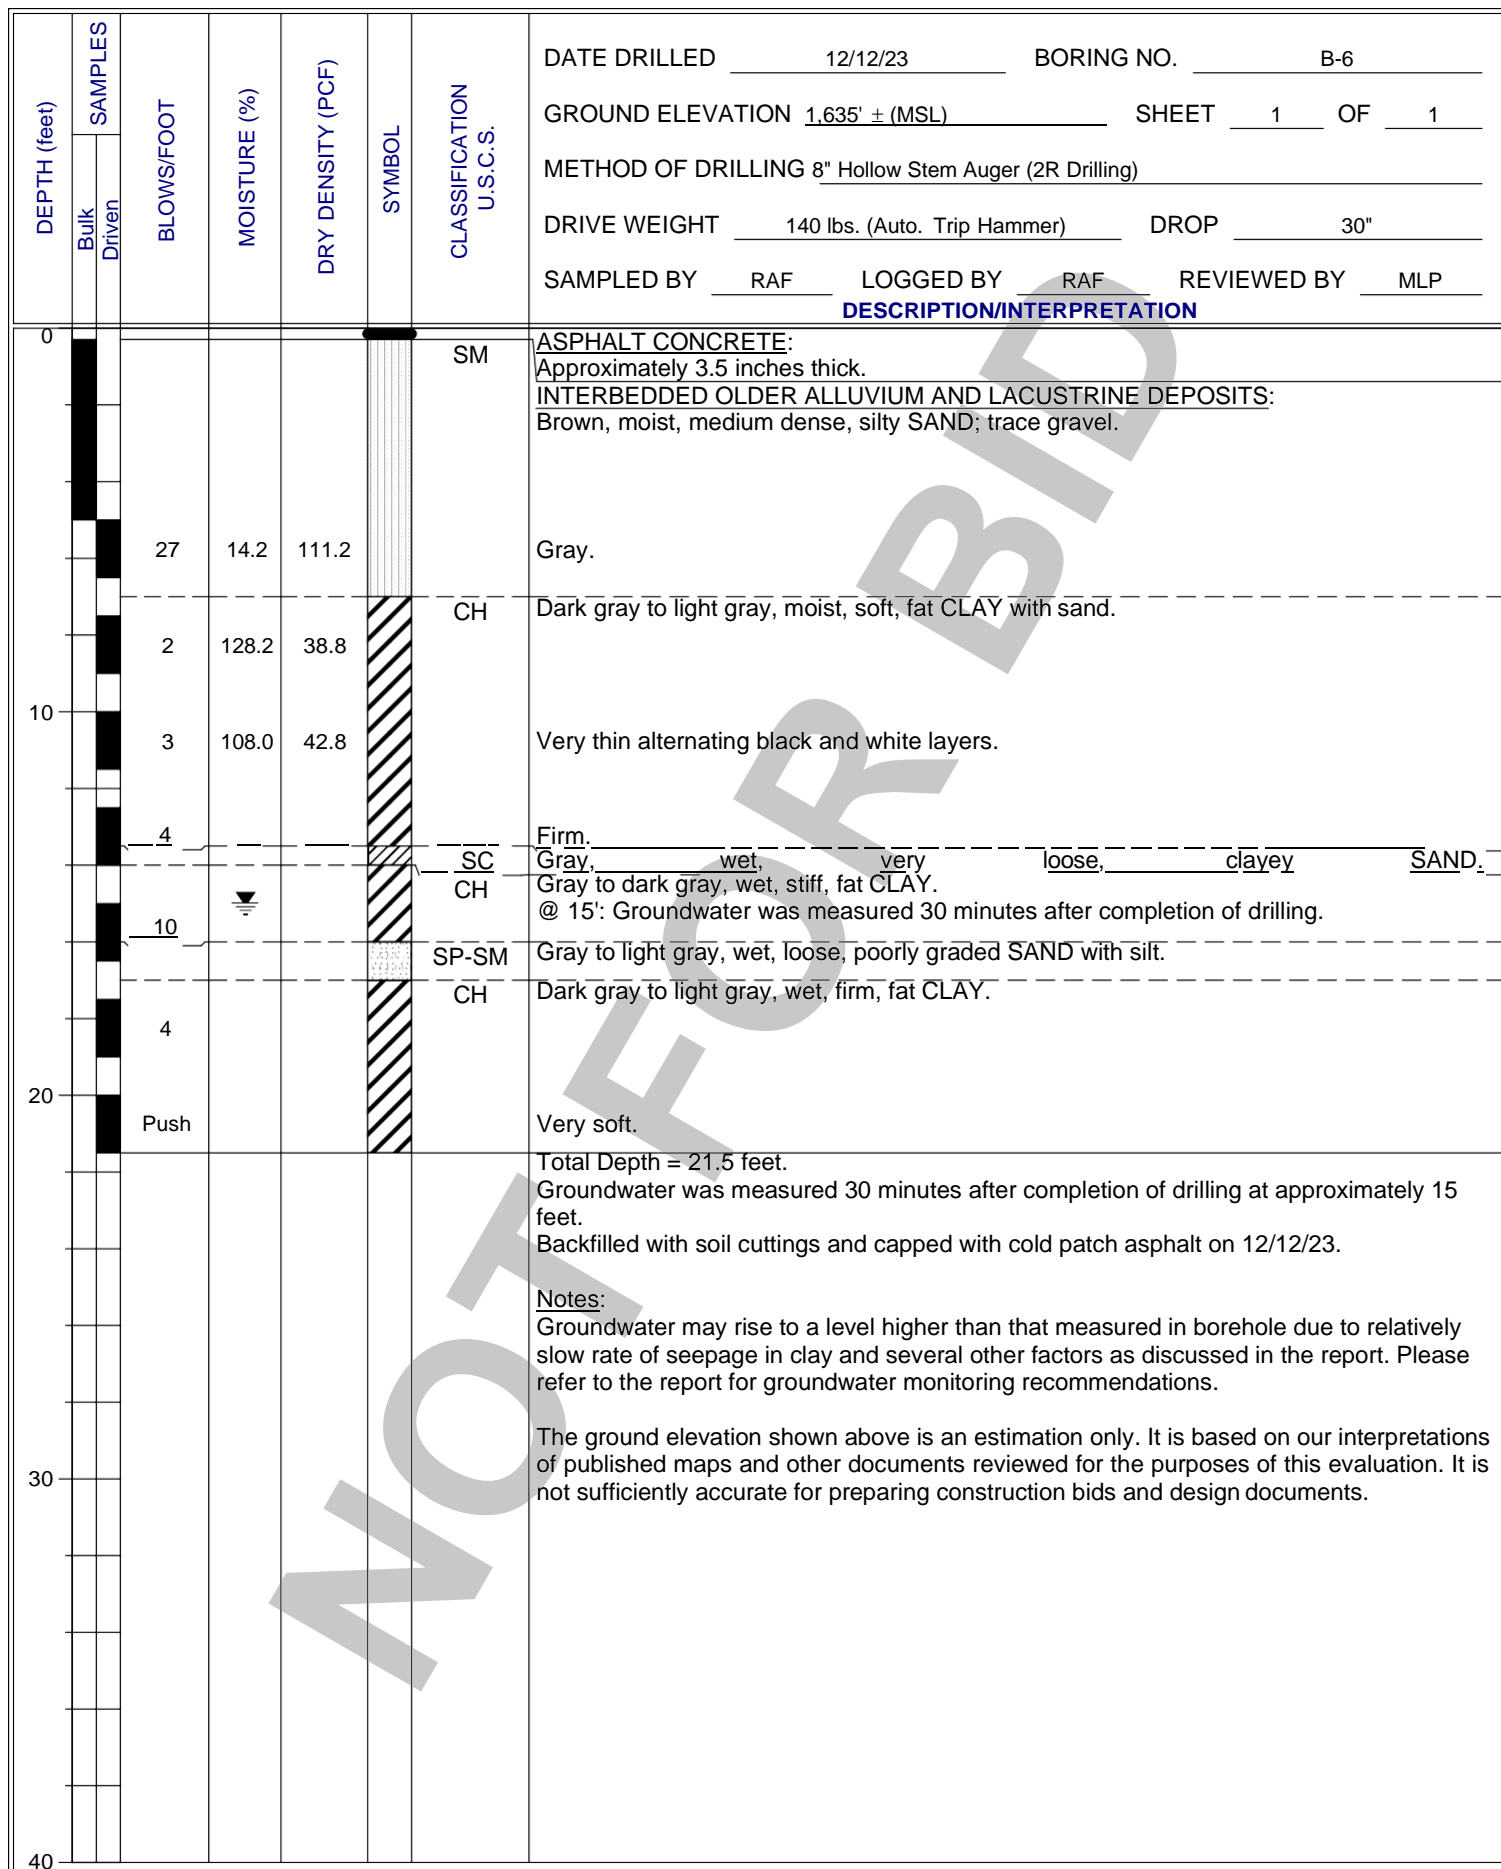 DEPTH (feet)
SAMPLES
Bulk
Driven
BLOWS/FOOT
MOISTURE (%)
DRY DENSITY (PCF)
SYMBOL
CLASSIFICATION
U.S.C.S.
DATE DRILLED 12/12/23 BORING NO. B-6
GROUND ELEVATION 1,635' ± (MSL) SHEET 1 OF 1
METHOD OF DRILLING 8" Hollow Stem Auger (2R Drilling)
DRIVE WEIGHT 140 lbs. (Auto. Trip Hammer) DROP 30"
SAMPLED BY RAF LOGGED BY RAF REVIEWED BY MLP
DESCRIPTION/INTERPRETATION
0
ASPHALT CONCRETE:
SM
Approximately 3.5 inches thick.
INTERBEDDED OLDER ALLUVIUM AND LACUSTRINE DEPOSITS:
Brown, moist, medium dense, silty SAND; trace gravel.
27 14.2 111.2 Gray.
CH Dark gray to light gray, moist, soft, fat CLAY with sand.
2 128.2 38.8
10
3 108.0 42.8 Very thin alternating black and white layers.
4 Firm.
SC Gray, wet, very loose, clayey SAND.
CH Gray to dark gray, wet, stiff, fat CLAY.
@ 15': Groundwater was measured 30 minutes after completion of drilling.
10
SP-SM Gray to light gray, wet, loose, poorly graded SAND with silt.
CH Dark gray to light gray, wet, firm, fat CLAY.
4
20
Push Very soft.
Total Depth = 21.5 feet.
Groundwater was measured 30 minutes after completion of drilling at approximately 15
feet.
Backfilled with soil cuttings and capped with cold patch asphalt on 12/12/23.
Notes:
Groundwater may rise to a level higher than that measured in borehole due to relatively
slow rate of seepage in clay and several other factors as discussed in the report. Please
refer to the report for groundwater monitoring recommendations.
The ground elevation shown above is an estimation only. It is based on our interpretations
of published maps and other documents reviewed for the purposes of this evaluation. It is
30
not sufficiently accurate for preparing construction bids and design documents.
40
NOT FOR BID